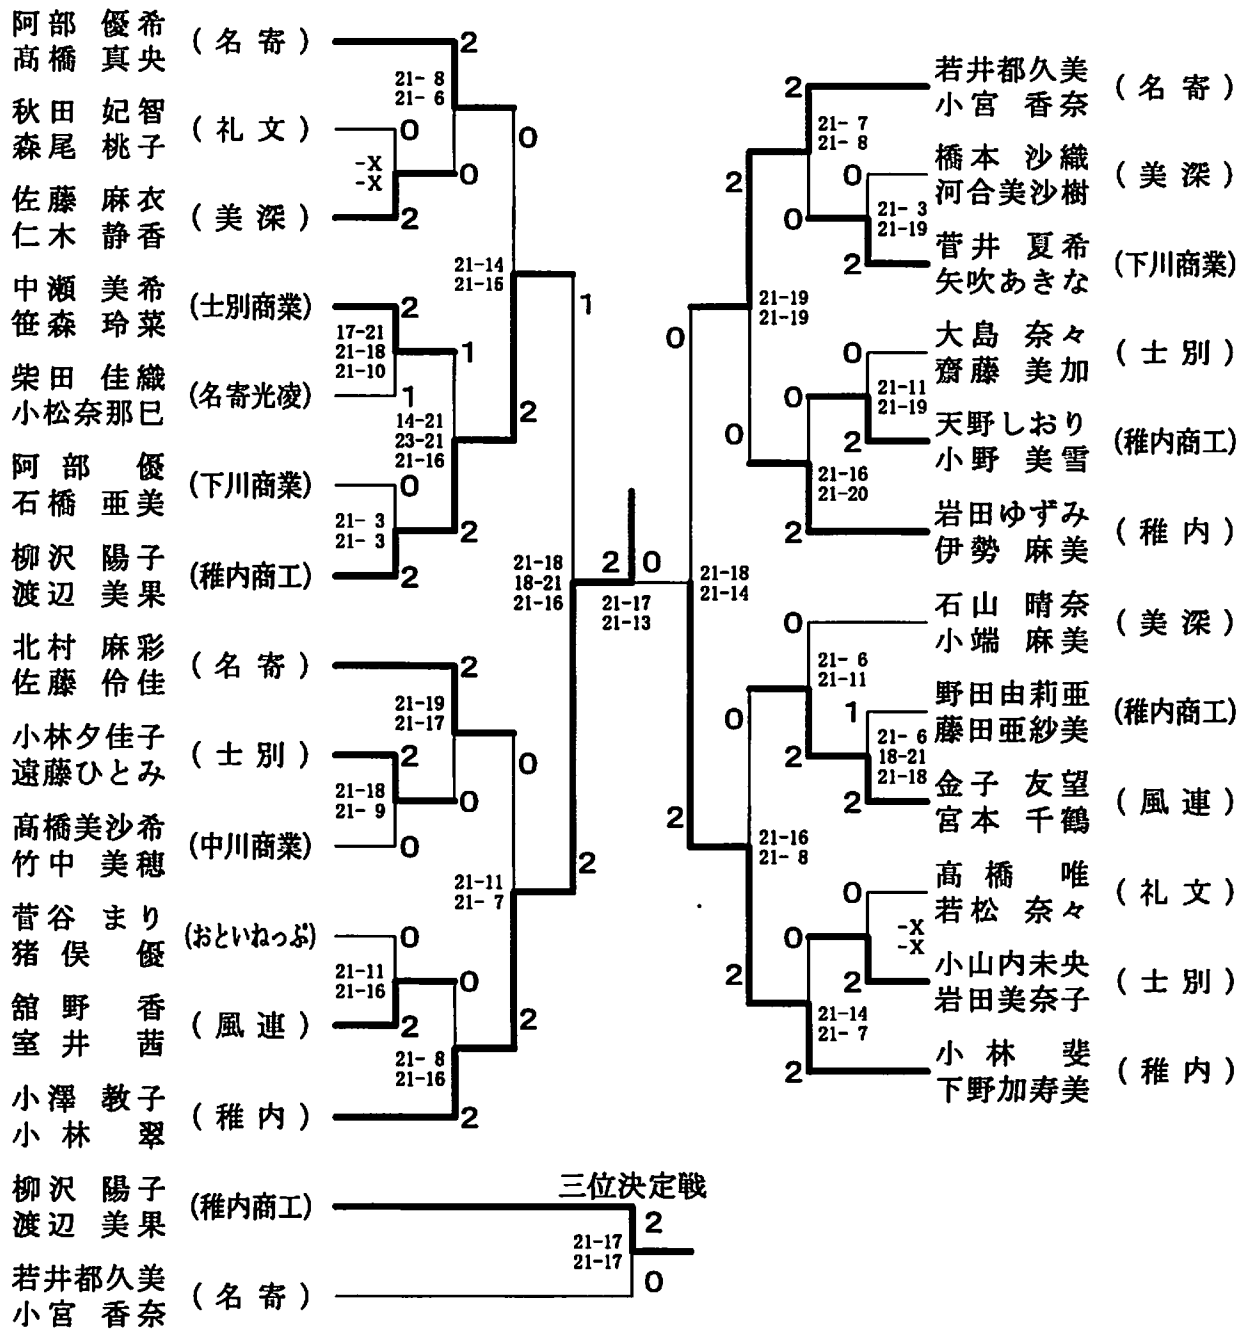 阿部 優希
髙橋 真央
(名寄)
秋田 妃智
森尾 桃子
(礼文)
佐藤 麻衣
仁木 静香
(美深)
中瀬 美希
笹森 玲菜
(士別商業)
柴田 佳織
小松奈那巳
(名寄光凌)
阿部 優
石橋 亜美
(下川商業)
柳沢 陽子
渡辺 美果
(稚内商工)
北村 麻彩
佐藤 伶佳
(名寄)
小林夕佳子
遠藤ひとみ
(士別)
髙橋美沙希
竹中 美穂
(中川商業)
菅谷 まり
猪俣 優
(おといねっぷ)
舘野 香
室井 茜
(風連)
小澤 教子
小林 翠
(稚内)
2
21- 8
21- 6
0
-X
-X
0
2
0
21-14
21-16
2
17-21
21-18
21-10
1
1
14-21
23-21
21-16
2
0
21- 3
21- 3
2
2
1
21-18
18-21
21-16
2
21-19
21-17
2
21-18
21- 9
0
0
0
21-11
21- 7
2
0
21-11
21-16
0
2
21- 8
21-16
2
2
2
0
21-17
21-13
若井都久美
小宮 香奈
(名寄)
橋本 沙織
河合美沙樹
(美深)
菅井 夏希
矢吹あきな
(下川商業)
大島 奈々
齋藤 美加
(士別)
天野しおり
小野 美雪
(稚内商工)
岩田ゆずみ
伊勢 麻美
(稚内)
石山 晴奈
小端 麻美
(美深)
野田由莉亜
藤田亜紗美
(稚内商工)
金子 友望
宮本 千鶴
(風連)
髙橋 唯
若松 奈々
(礼文)
小山内未央
岩田美奈子
(士別)
小林 斐
下野加寿美
(稚内)
2
21- 7
21- 8
0
21- 3
21-19
0
2
2
21-19
21-19
0
0
21-11
21-19
0
2
21-16
21-20
2
0
21-18
21-14
2
0
21- 6
21-11
1
21- 6
18-21
21-18
2
2
0
21-16
21- 8
2
0
-X
-X
0
2
21-14
21- 7
2
三位決定戦
柳沢 陽子
渡辺 美果
(稚内商工)
2
21-17
21-17
0
若井都久美
小宮 香奈
(名寄)